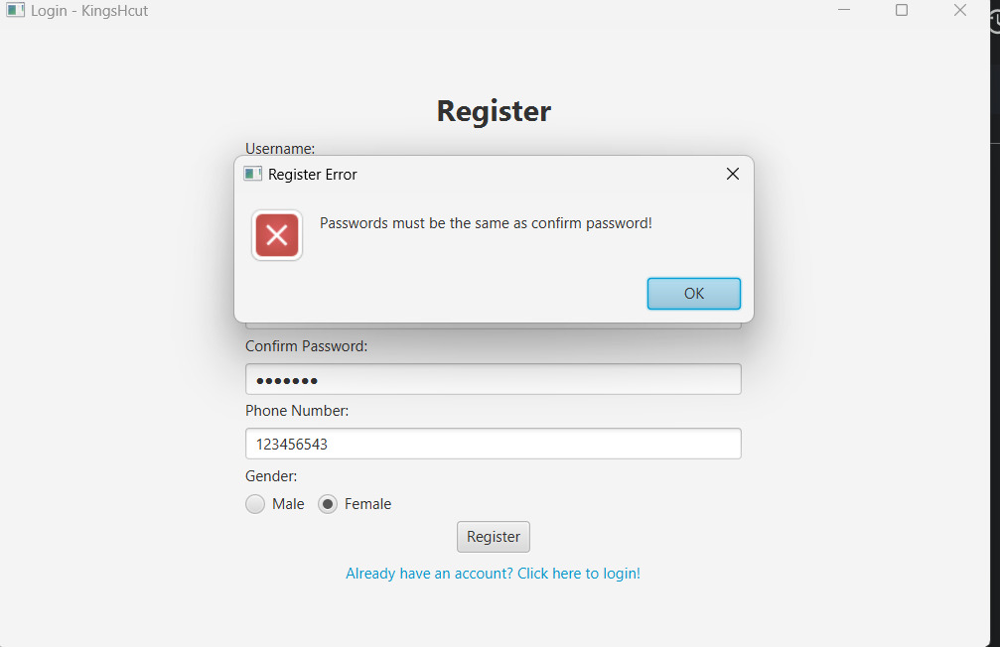 Login - KingsHcut
Register
Username:
Register Error
Passwords must be the same as confirm password!
OK
Confirm Password:
Phone Number:
123456543
Gender:
Male Female
Register
Already have an account? Click here to login!